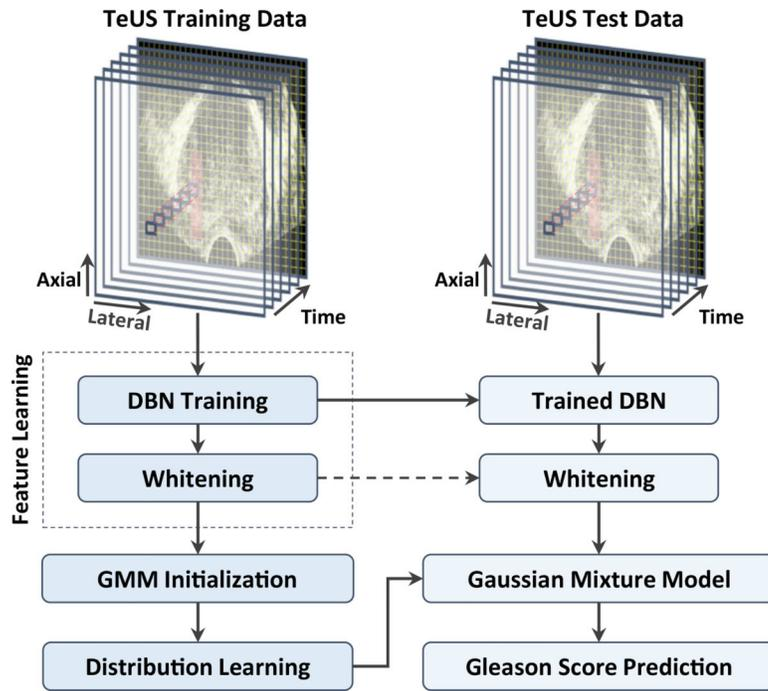 TeUS Training Data
TeUS Test Data
Axial
Lateral
Time
Axial
Lateral
Time
Feature Learning
DBN Training
Trained DBN
Whitening
Whitening
GMM Initialization
Gaussian Mixture Model
Distribution Learning
Gleason Score Prediction